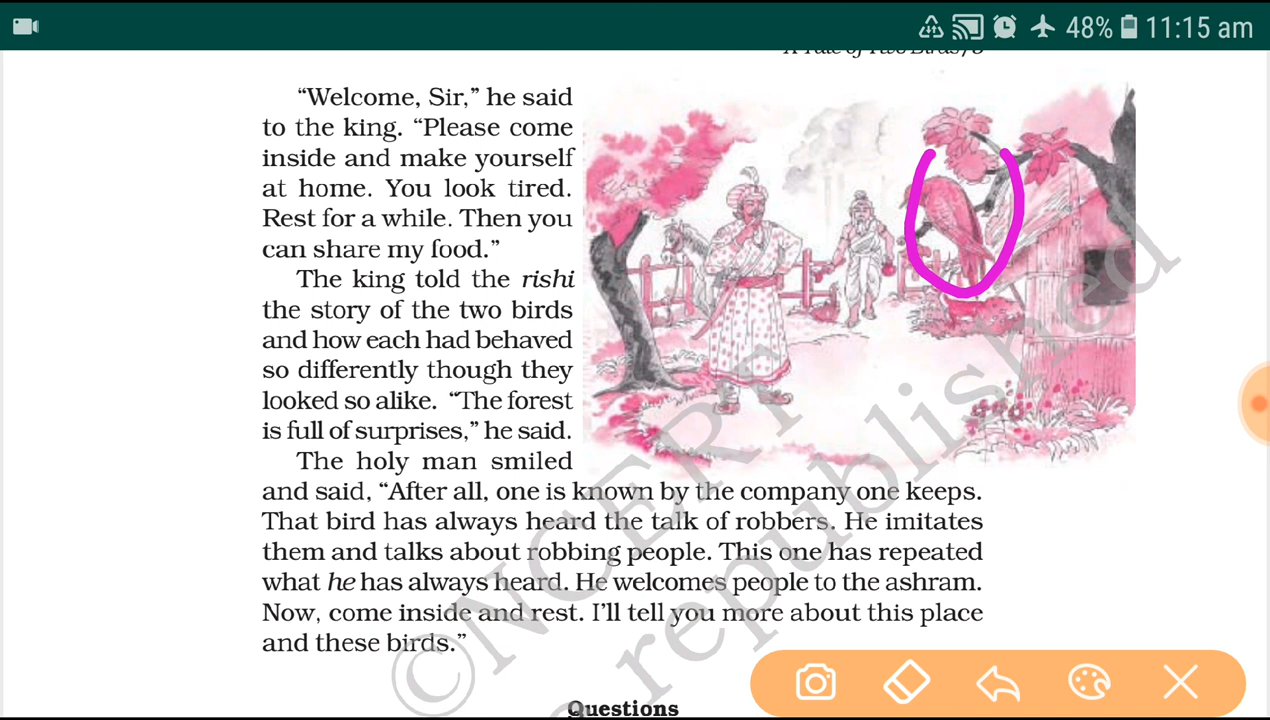 48% 11:15 am
A Tale of Two Birds/3
“Welcome, Sir,” he said
to the king. “Please come
inside and make yourself
at home. You look tired.
Rest for a while. Then you
can share my food.”
The king told the rishi
the story of the two birds
and how each had behaved
so differently though they
looked so alike. “The forest
is full of surprises,” he said.
The holy man smiled
and said, “After all, one is known by the company one keeps.
That bird has always heard the talk of robbers. He imitates
them and talks about robbing people. This one has repeated
what he has always heard. He welcomes people to the ashram.
Now, come inside and rest. I’ll tell you more about this place
and these birds.”
Questions
©NCERT
republished